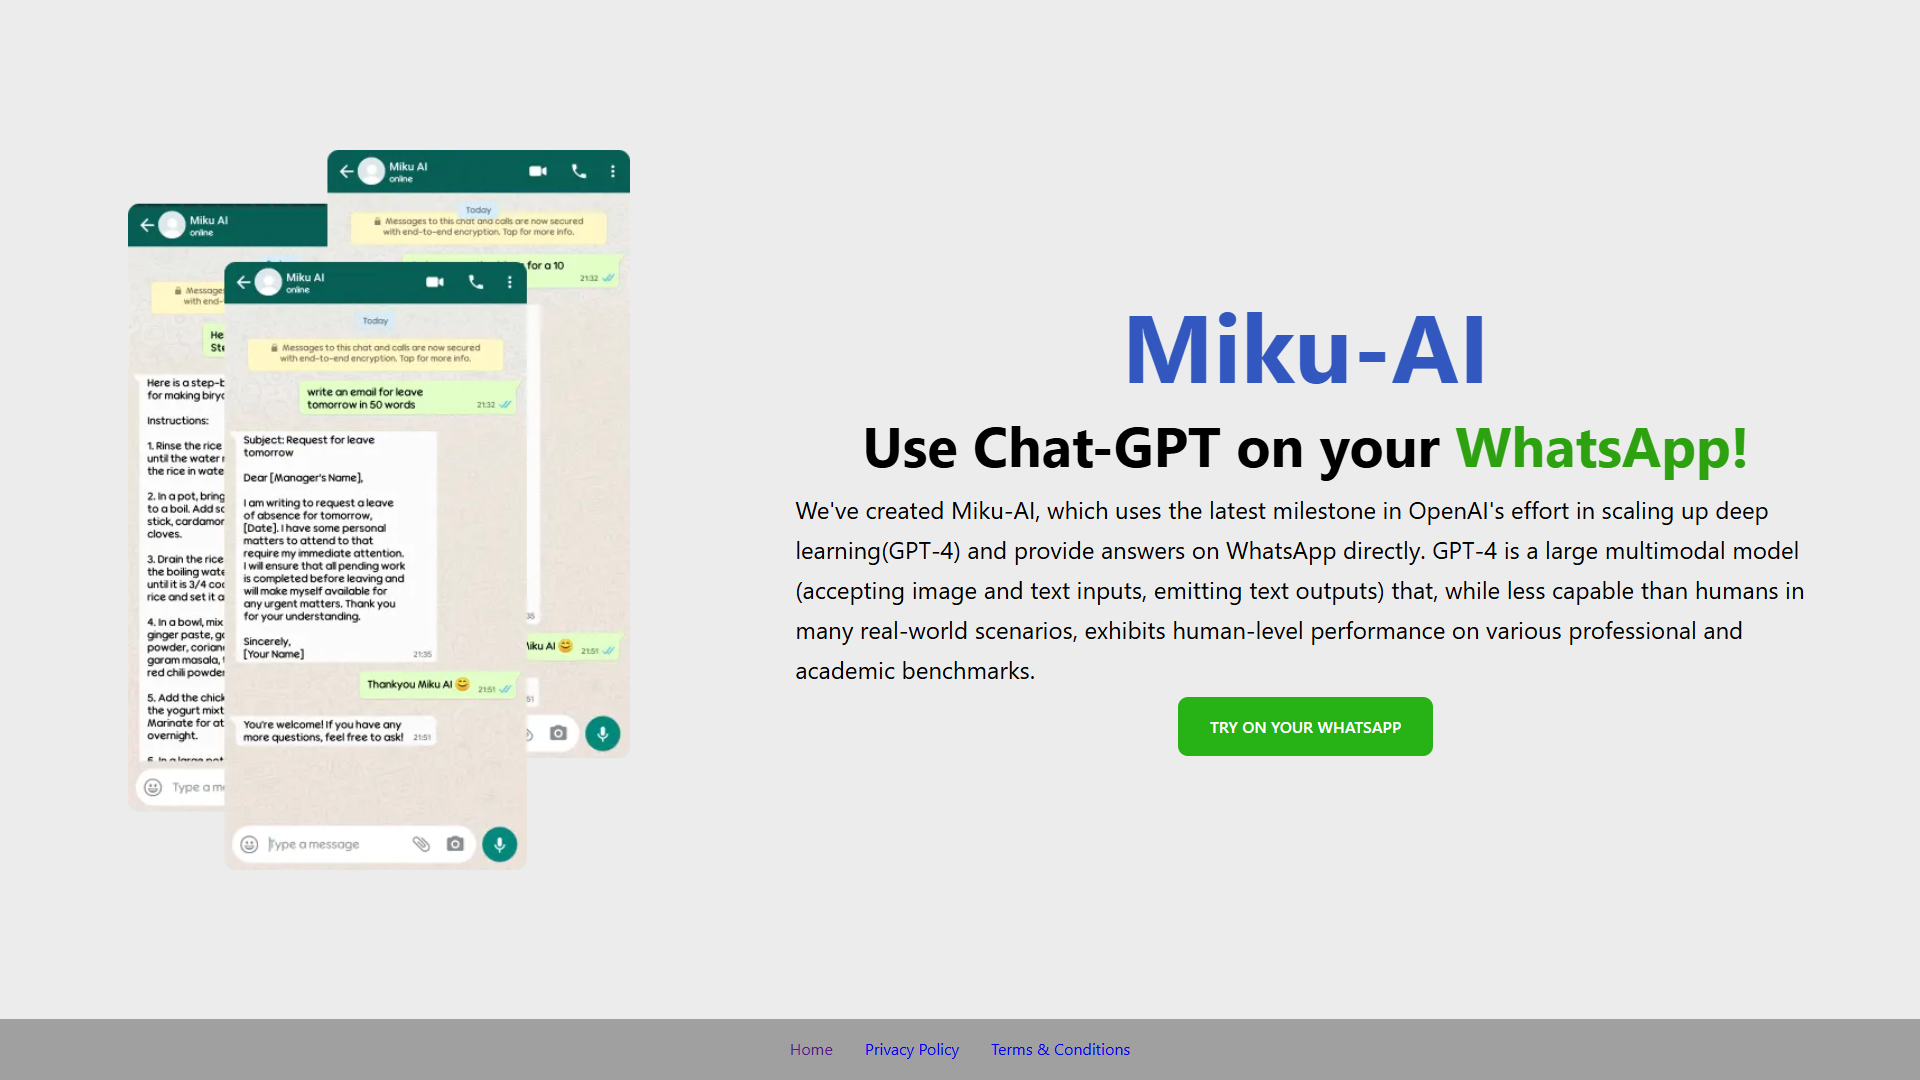 Miku AI
online
Today
Messages to this chat and calls are now secured
with end-to-end encryption. Tap for more info.
for a 10
21:32
Miku AI
21:51
Miku AI
online
Here is a step-b
for making birya
Instructions:
1. Rinse the rice
until the water
the rice in wate
2. In a pot, bring
to a boil. Add
stick, cardamo
cloves.
3. Drain the rice
the boiling wate
until it is 3/4
rice and set it a
4. In a bowl, mix
ginger paste,
powder, corian
garam masala,
red chili powde
5. Add the chick
the yogurt mixt
Marinate for at
overnight.
Type a m
Miku AI
online
Today
Messages to this chat and calls are now secured
with end-to-end encryption. Tap for more info.
write an email for leave
tomorrow in 50 words
21:32
Subject: Request for leave
tomorrow
Dear [Manager's Name],
I am writing to request a leave
of absence for tomorrow,
[Date]. I have some personal
matters to attend to that
require my immediate attention.
I will ensure that all pending work
is completed before leaving and
will make myself available for
any urgent matters. Thank you
for your understanding.
Sincerely,
[Your Name]
21:35
Thankyou Miku AI 😊
21:51
You're welcome! If you have any
more questions, feel free to ask!
21:51
Type a message
Miku-AI
Use Chat-GPT on your WhatsApp!
We've created Miku-AI, which uses the latest milestone in OpenAI's effort in scaling up deep
learning(GPT-4) and provide answers on WhatsApp directly. GPT-4 is a large multimodal model
(accepting image and text inputs, emitting text outputs) that, while less capable than humans in
many real-world scenarios, exhibits human-level performance on various professional and
academic benchmarks.
TRY ON YOUR WHATSAPP
Home
Privacy Policy
Terms & Conditions